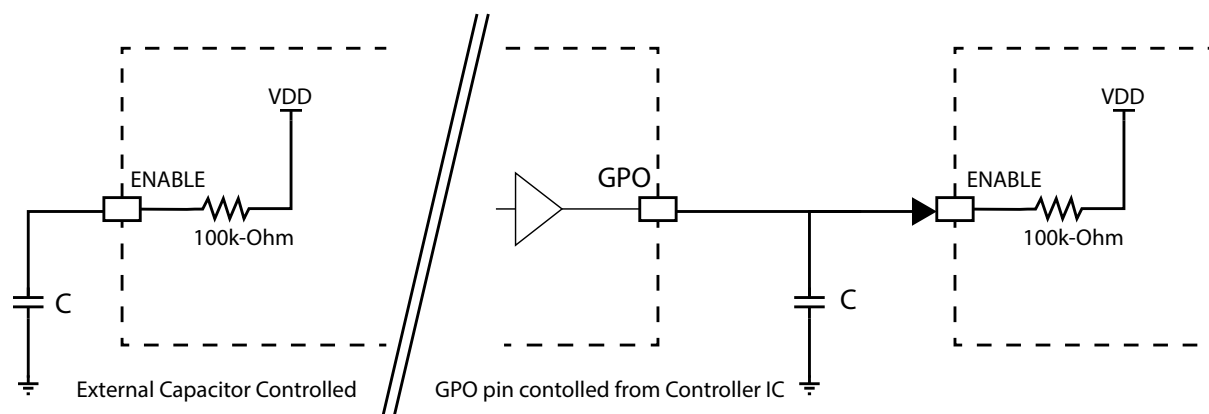 VDD
ENABLE
100k-Ohm
C
External Capacitor Controlled
GPO
C
GPO pin contolled from Controller IC
VDD
ENABLE
100k-Ohm